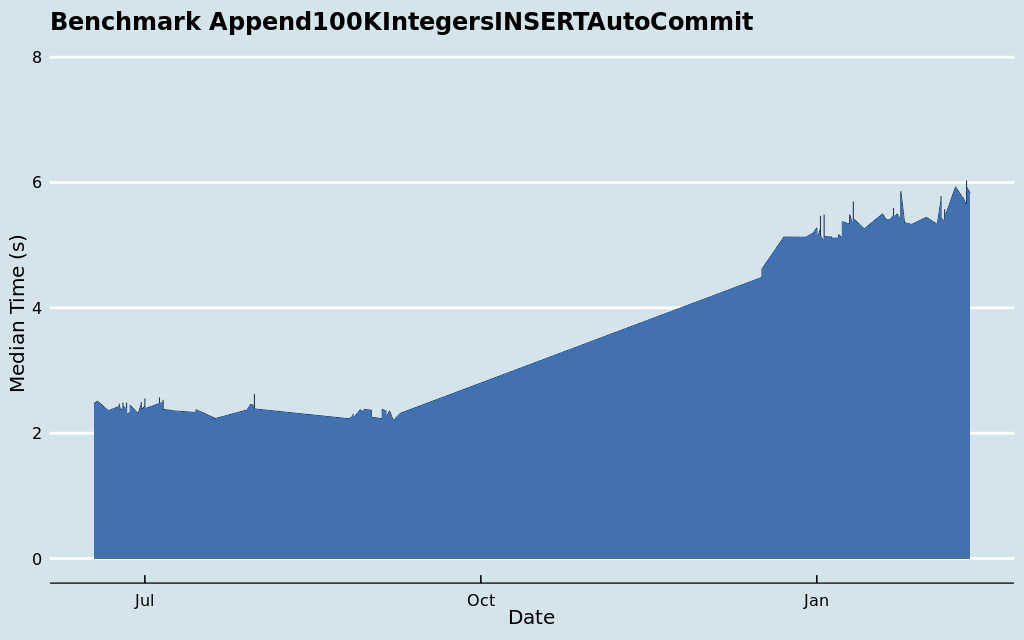 Benchmark Append100KIntegersINSERTAutoCommit
8
6
4
2
0
Median Time (s)
Jul
Oct
Jan
Date